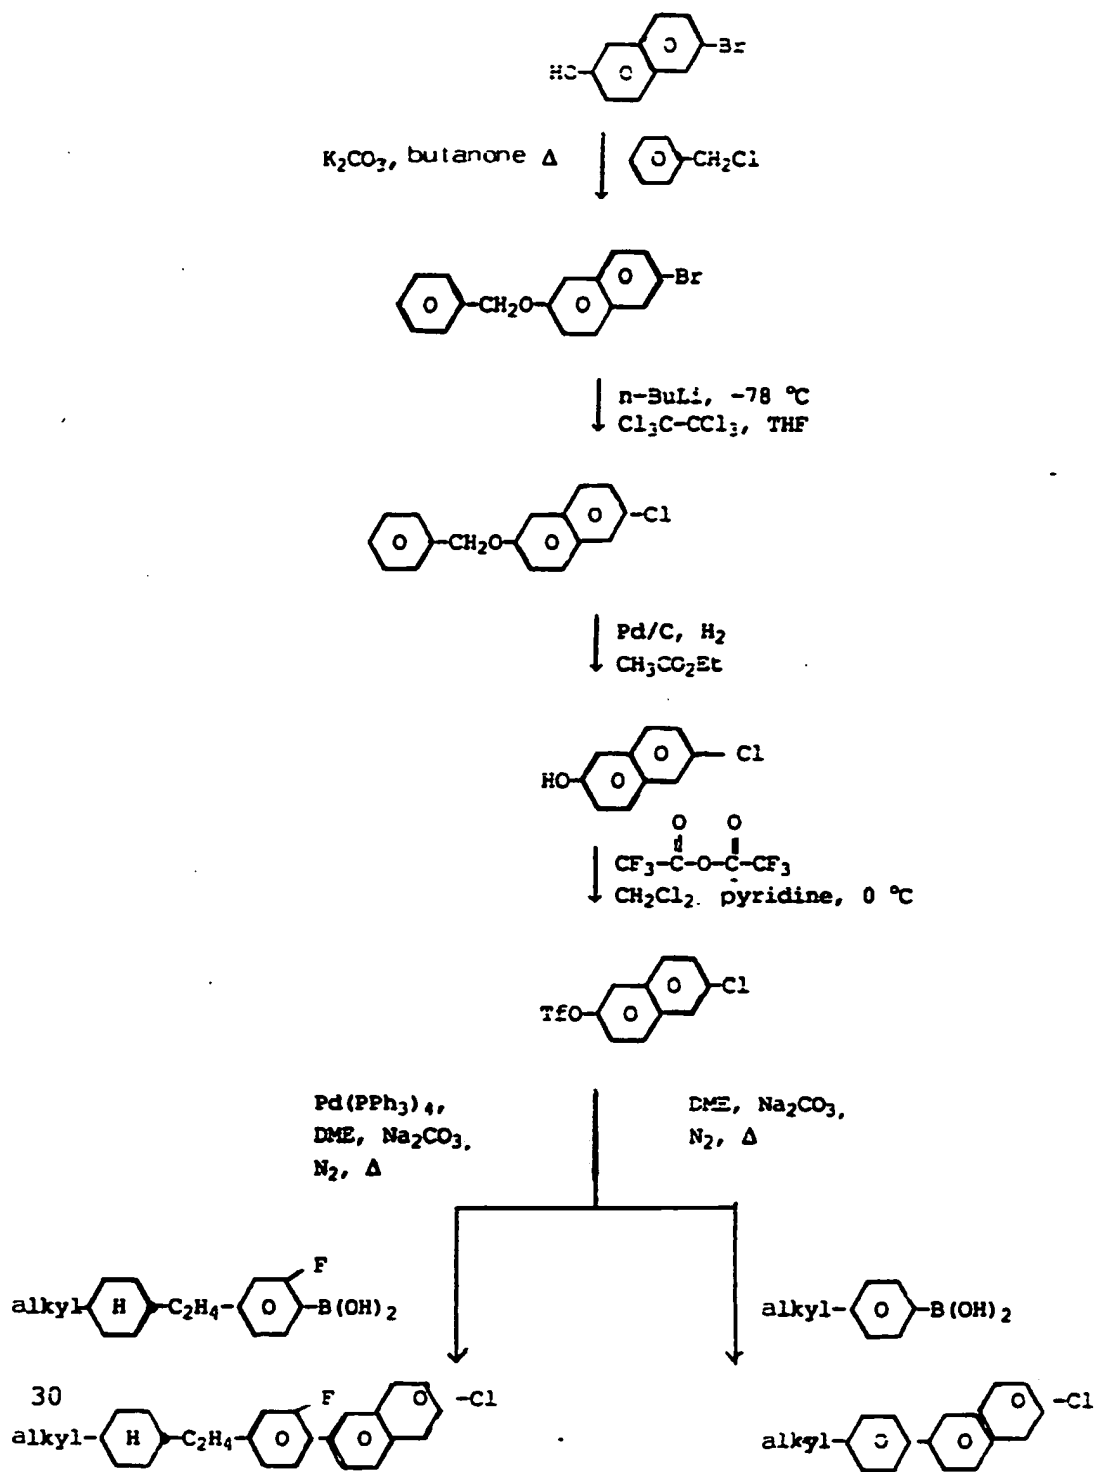 O -Br
HO- O
K₂CO₃, butanone Δ O -CH₂Cl
O -Br
O -CH₂O- O
n-BuLi, -78 °C
Cl₃C-CCl₃, THF
O -Cl
O -CH₂O- O
Pd/C, H₂
CH₃CO₂Et
O - Cl
HO- O
O O
CF₃-C-O-C-CF₃
CH₂Cl₂. pyridine, 0 °C
O -Cl
TfO- O
Pd(PPh₃)₄,
DME, Na₂CO₃,
N₂, Δ
DME, Na₂CO₃,
N₂, Δ
F
alkyl- H -C₂H₄- O -B(OH)₂
alkyl- O -B(OH)₂
30
F O -Cl
alkyl- H -C₂H₄- O - O
O -Cl
alkyl- O - O